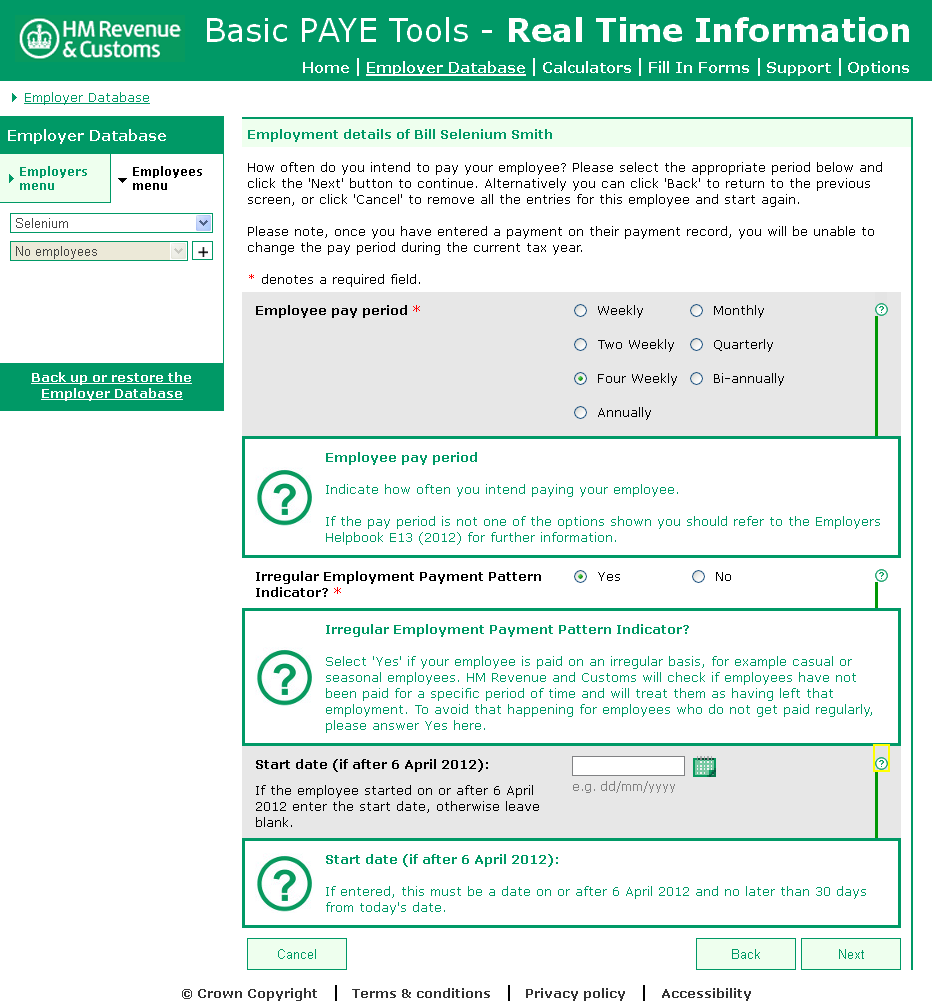 HM Revenue
& Customs
Basic PAYE Tools - Real Time Information
Home | Employer Database | Calculators | Fill In Forms | Support | Options
Employer Database
Employer Database
Employers
menu
Employees
menu
Selenium
No employees
+
Back up or restore the
Employer Database
Employment details of Bill Selenium Smith
How often do you intend to pay your employee? Please select the appropriate period below and
click the 'Next' button to continue. Alternatively you can click 'Back' to return to the previous
screen, or click 'Cancel' to remove all the entries for this employee and start again.
Please note, once you have entered a payment on their payment record, you will be unable to
change the pay period during the current tax year.
* denotes a required field.
Employee pay period *
Weekly Monthly
?
Two Weekly Quarterly
Four Weekly Bi-annually
Annually
?
Employee pay period
Indicate how often you intend paying your employee.
If the pay period is not one of the options shown you should refer to the Employers
Helpbook E13 (2012) for further information.
Irregular Employment Payment Pattern
Indicator? *
Yes No
?
?
Irregular Employment Payment Pattern Indicator?
Select 'Yes' if your employee is paid on an irregular basis, for example casual or
seasonal employees. HM Revenue and Customs will check if employees have not
been paid for a specific period of time and will treat them as having left that
employment. To avoid that happening for employees who do not get paid regularly,
please answer Yes here.
Start date (if after 6 April 2012):
If the employee started on or after 6 April
2012 enter the start date, otherwise leave
blank.
e.g. dd/mm/yyyy
?
?
Start date (if after 6 April 2012):
If entered, this must be a date on or after 6 April 2012 and no later than 30 days
from today's date.
Cancel Back Next
© Crown Copyright | Terms & conditions | Privacy policy | Accessibility